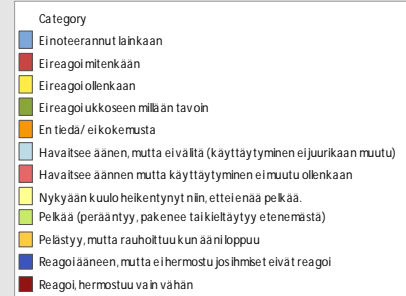 Category
Ei noteerannut lainkaan
Ei reagoi mitenkään
Ei reagoi ollenkaan
Ei reagoi ukkoseen millään tavoin
En tiedä/ ei kokemusta
Havaitsee äänen, mutta ei välitä (käyttäytyminen ei juurikaan muutu)
Havaitsee äännen mutta käyttäytyminen ei muutu ollenkaan
Nykyään kuulo heikentynyt niin, ettei enää pelkää.
Pelkää (perääntyy, pakenee tai kieltäytyy etenemästä)
Pelästyy, mutta rauhoittuu kun ääni loppuu
Reagoi ääneen, mutta ei hermostu jos ihmiset eivät reagoi
Reagoi, hermostuu vain vähän